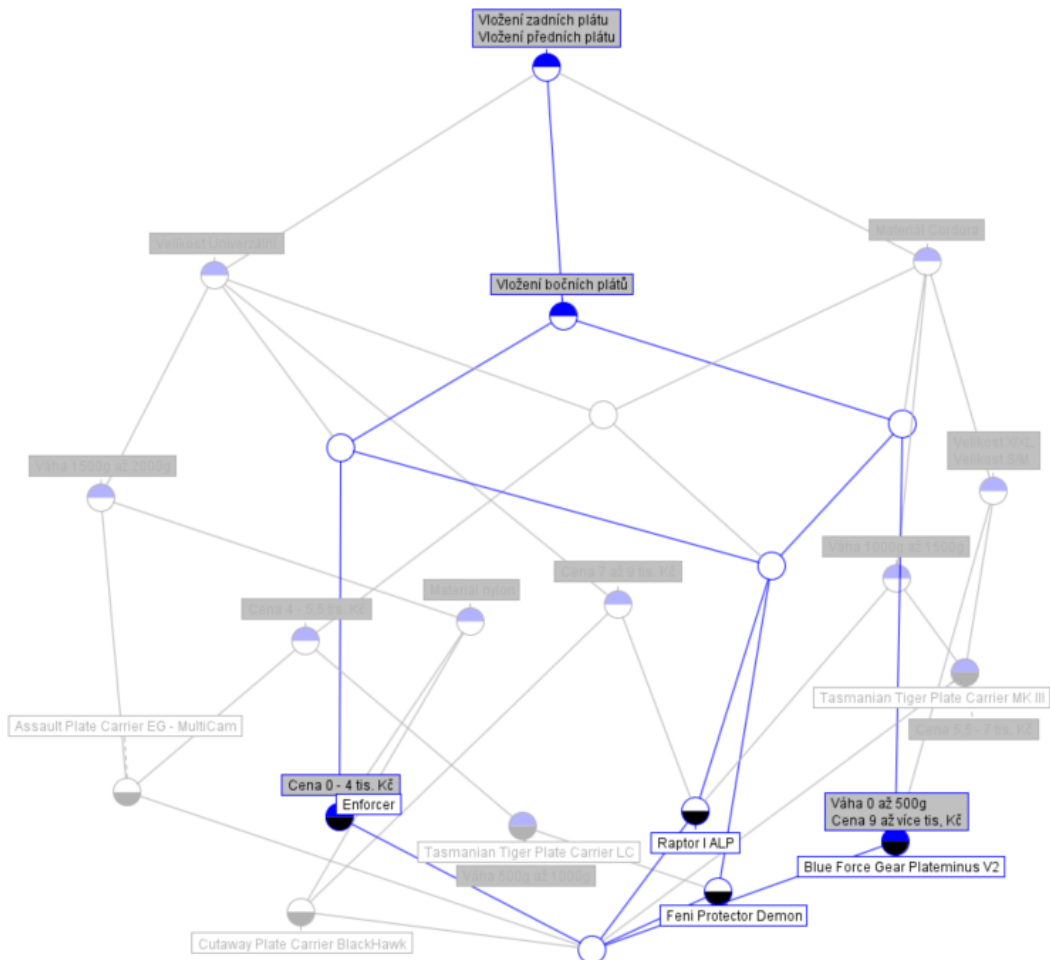 Vložení zadních plátu
Vložení předních plátu
Velikost Univerzální
Materiál Cordura
Vložení bočních plátů
Váha 1500g až 2000g
Velikost X/XL
Velikost S/M
Váha 1000g až 1500g
Cena 7 až 9 tis. Kč
Materiál nylon
Cena 4 - 5,5 tis. Kč
Tasmanian Tiger Plate Carrier MK III
Assault Plate Carrier EG - MultiCam
Cena 5,5 - 7 tis. Kč
Cena 0 - 4 tis. Kč
Enforcer
Váha 0 až 500g
Cena 9 až více tis, Kč
Raptor I ALP
Tasmanian Tiger Plate Carrier LC
Blue Force Gear Plateminus V2
Váha 500g až 1000g
Feni Protector Demon
Cutaway Plate Carrier BlackHawk